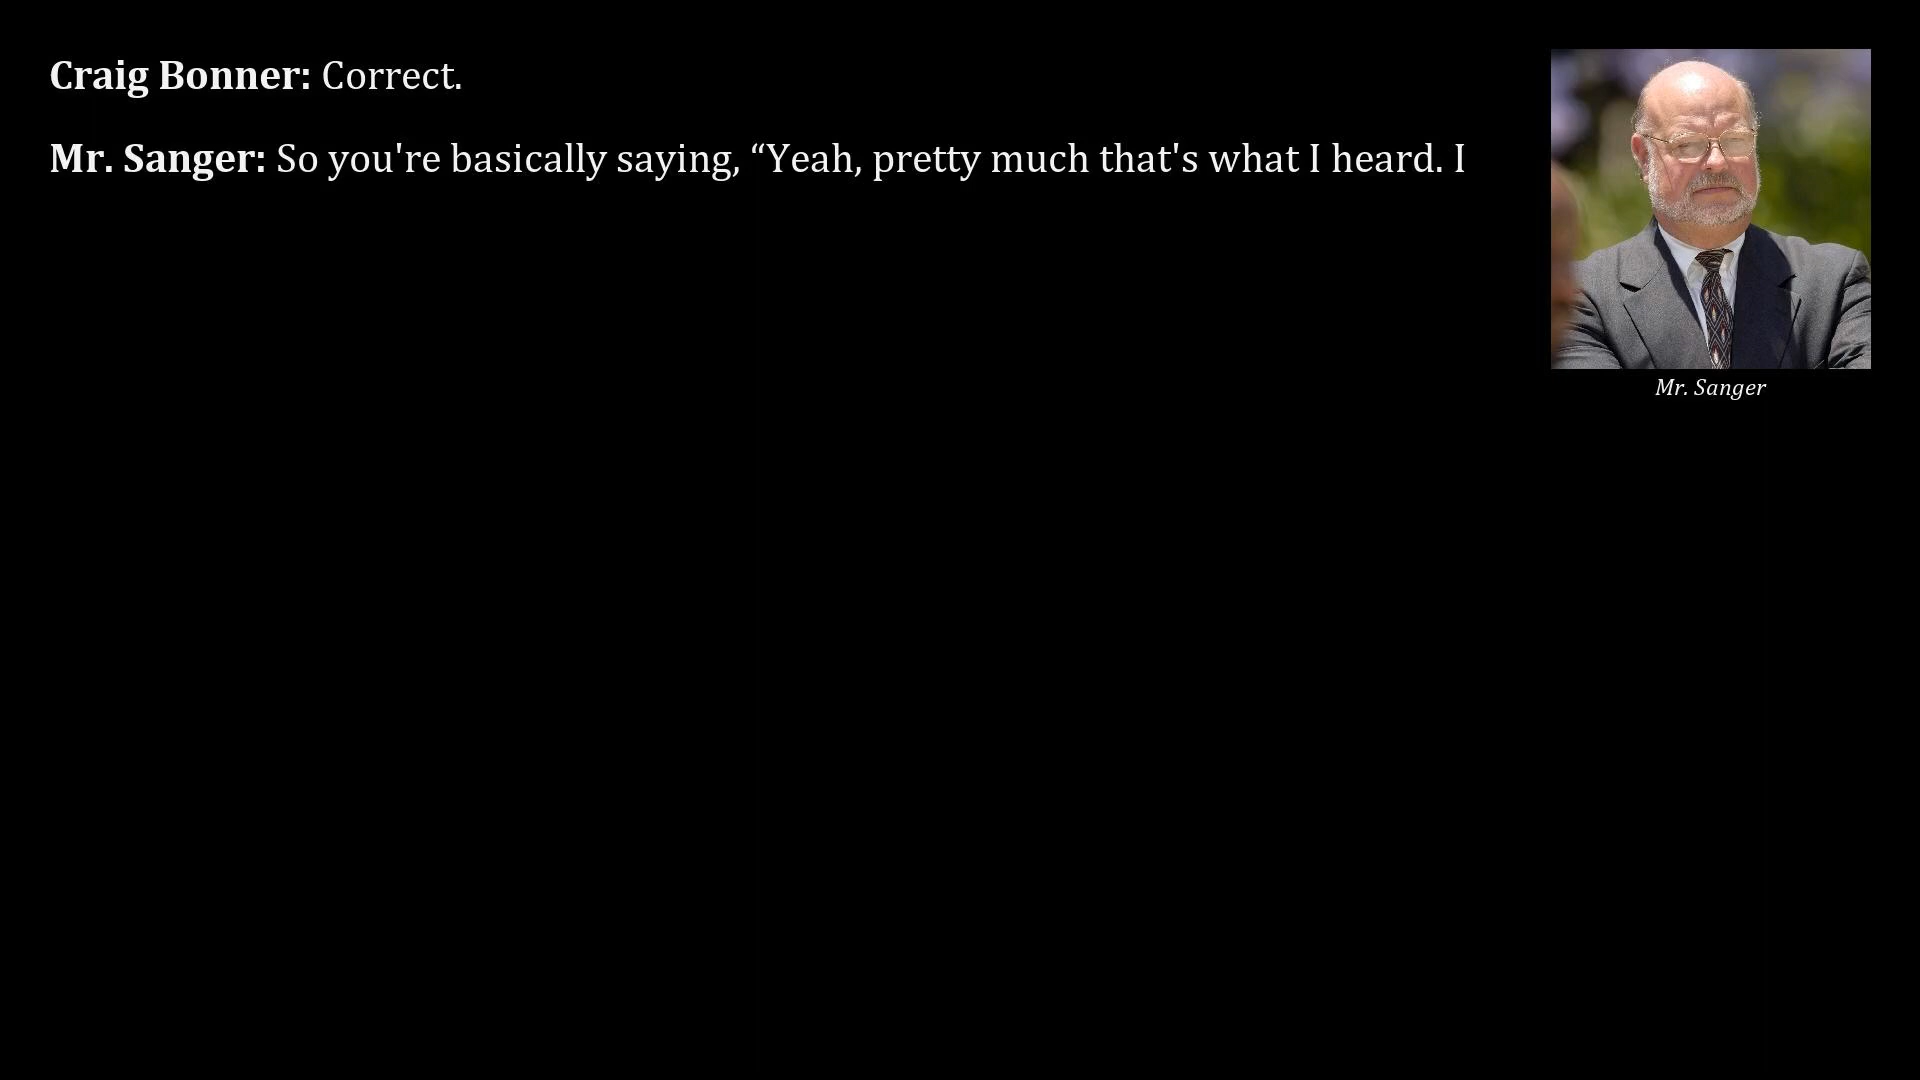 Craig Bonner: Correct.
Mr. Sanger: So you're basically saying, “Yeah, pretty much that's what I heard. I
Mr. Sanger